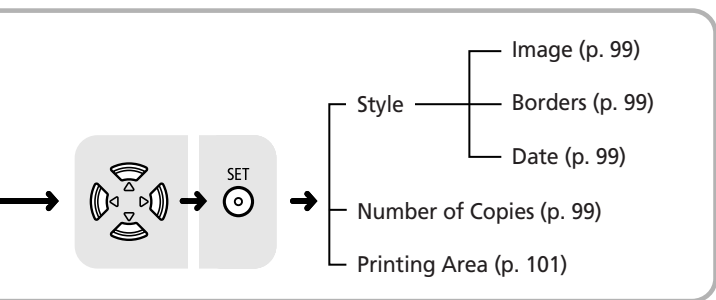 Image (p. 99)
Style
Borders (p. 99)
Date (p. 99)
SET
Number of Copies (p. 99)
Printing Area (p. 101)